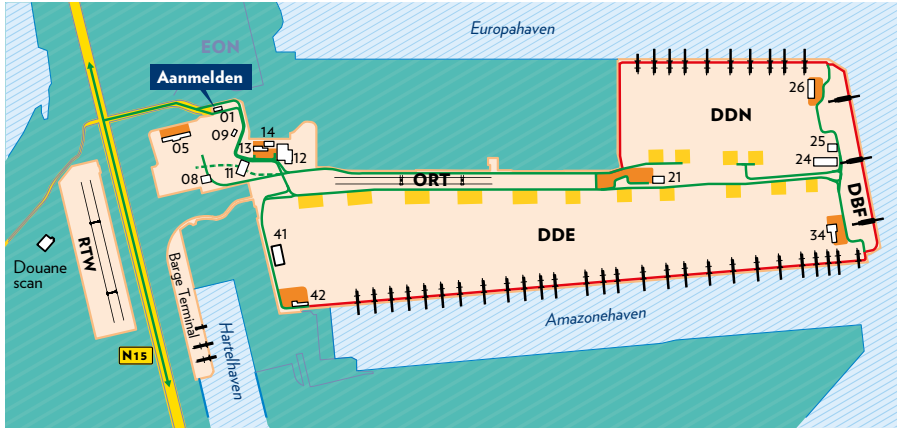 Europahaven
EON
Aanmelden
26
01
DDN
09
14
05
13
12
25
24
11
08
ORT
21
DBF
41
DDE
34
RTW
Douane
scan
Barge Terminal
42
Amazonehaven
Hartelhaven
N15